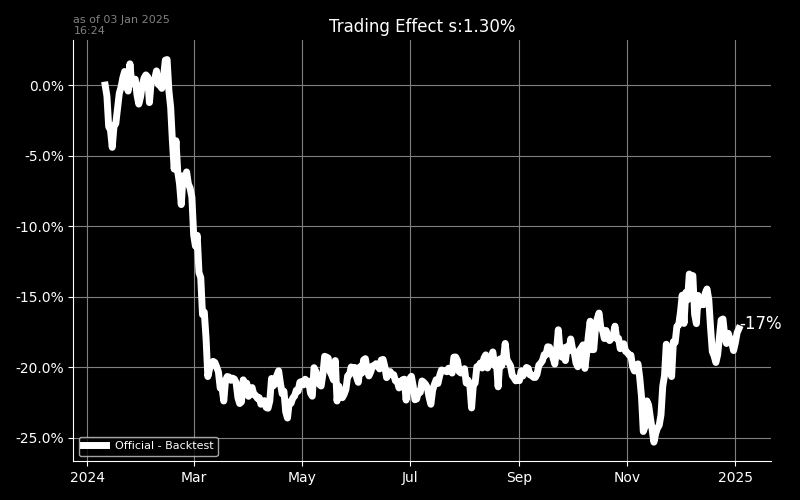 as of 03 Jan 2025
16:24
Trading Effect s:1.30%
0.0%
-5.0%
-10.0%
-15.0%
-20.0%
-25.0%
-17%
Official - Backtest
2024
Mar
May
Jul
Sep
Nov
2025